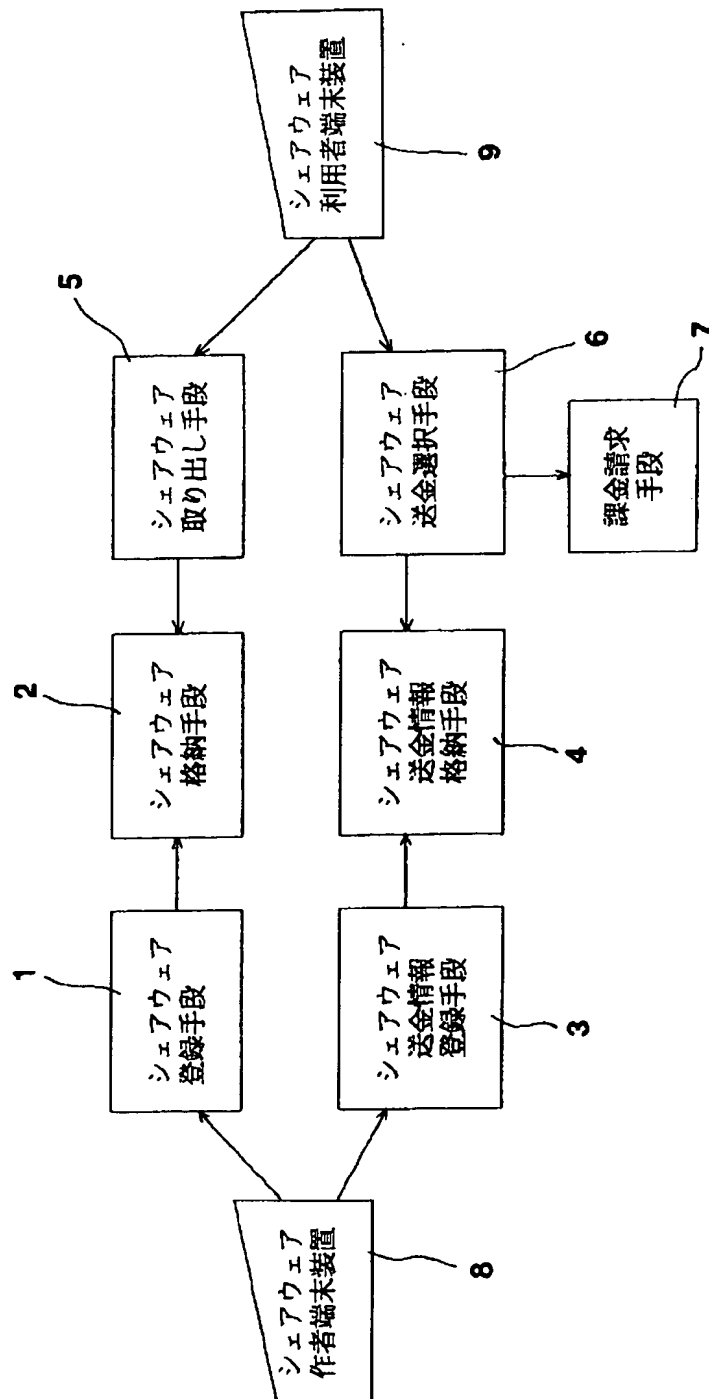 1
シェアウェア
登録手段
2
シェアウェア
格納手段
5
シェアウェア
取り出し手段
シェアウェア
作者端末装置
8
シェアウェア
利用者端末装置
9
シェアウェア
送金情報
登録手段
3
シェアウェア
送金情報
格納手段
4
シェアウェア
送金選択手段
6
課金請求
手段
7